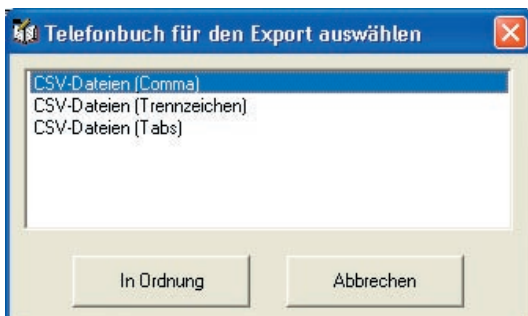 Telefonbuch für den Export auswählen
CSV-Dateien (Comma)
CSV-Dateien (Trennzeichen)
CSV-Dateien (Tabs)
In Ordnung
Abbrechen